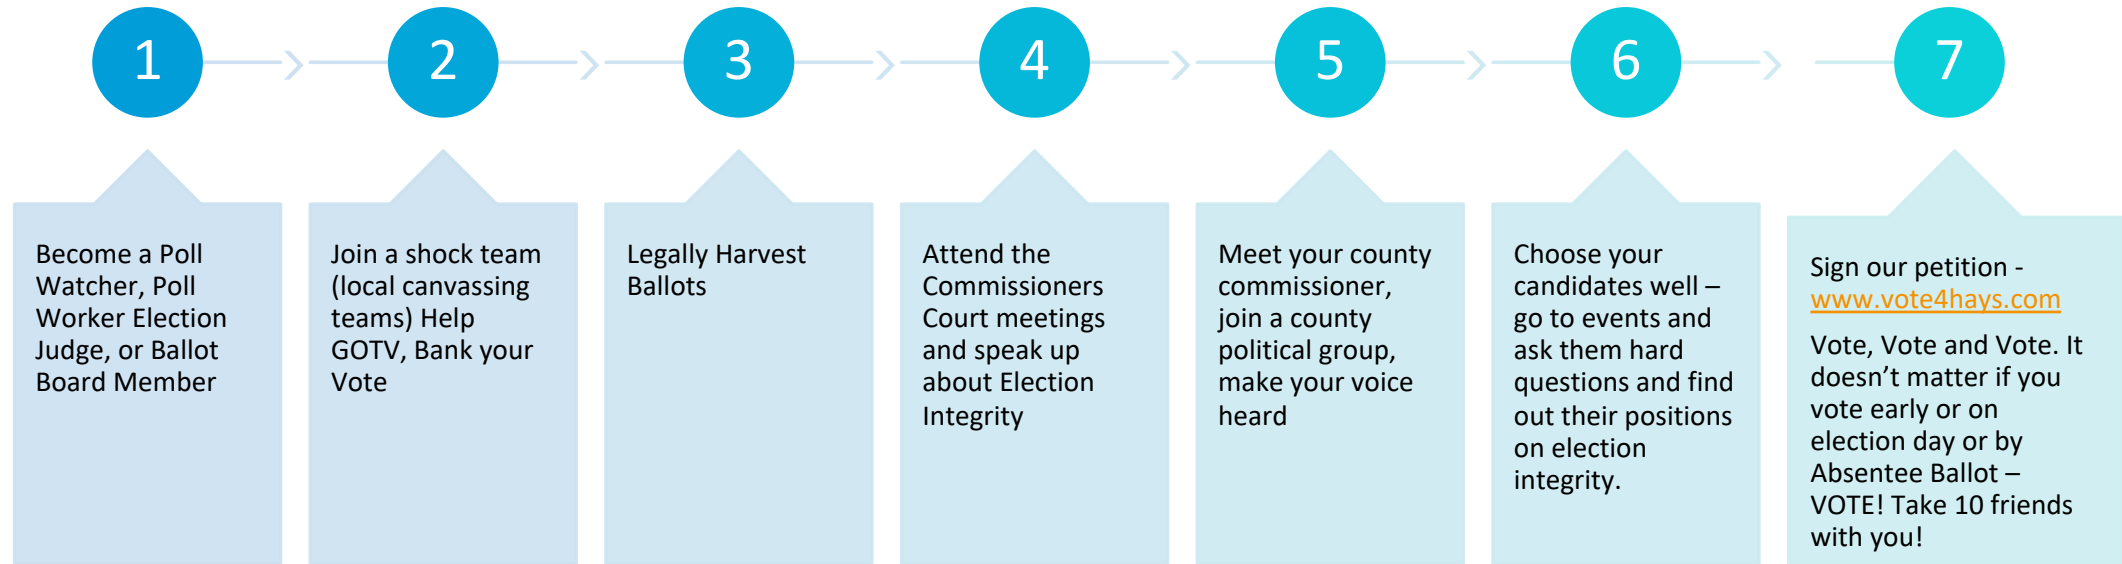 1
2
3
4
5
6
7
Become a Poll
Watcher, Poll
Worker Election
Judge, or Ballot
Board Member
Join a shock team
(local canvassing
teams) Help
GOTV, Bank your
Vote
Legally Harvest
Ballots
Attend the
Commissioners
Court meetings
and speak up
about Election
Integrity
Meet your county
commissioner,
join a county
political group,
make your voice
heard
Choose your
candidates well –
go to events and
ask them hard
questions and find
out their positions
on election
integrity.
Sign our petition -
www.vote4hays.com
Vote, Vote and Vote. It
doesn’t matter if you
vote early or on
election day or by
Absentee Ballot –
VOTE! Take 10 friends
with you!